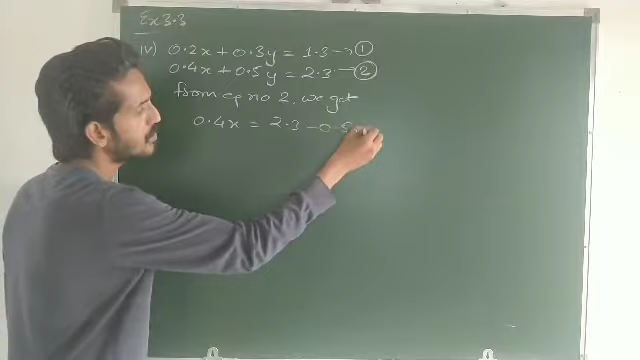 Ex 3.3
iv) 0.2x + 0.3y = 1.3 → ①
0.4x + 0.5y = 2.3 → ②
from eq no 2, we get
0.4x = 2.3 - 0.5